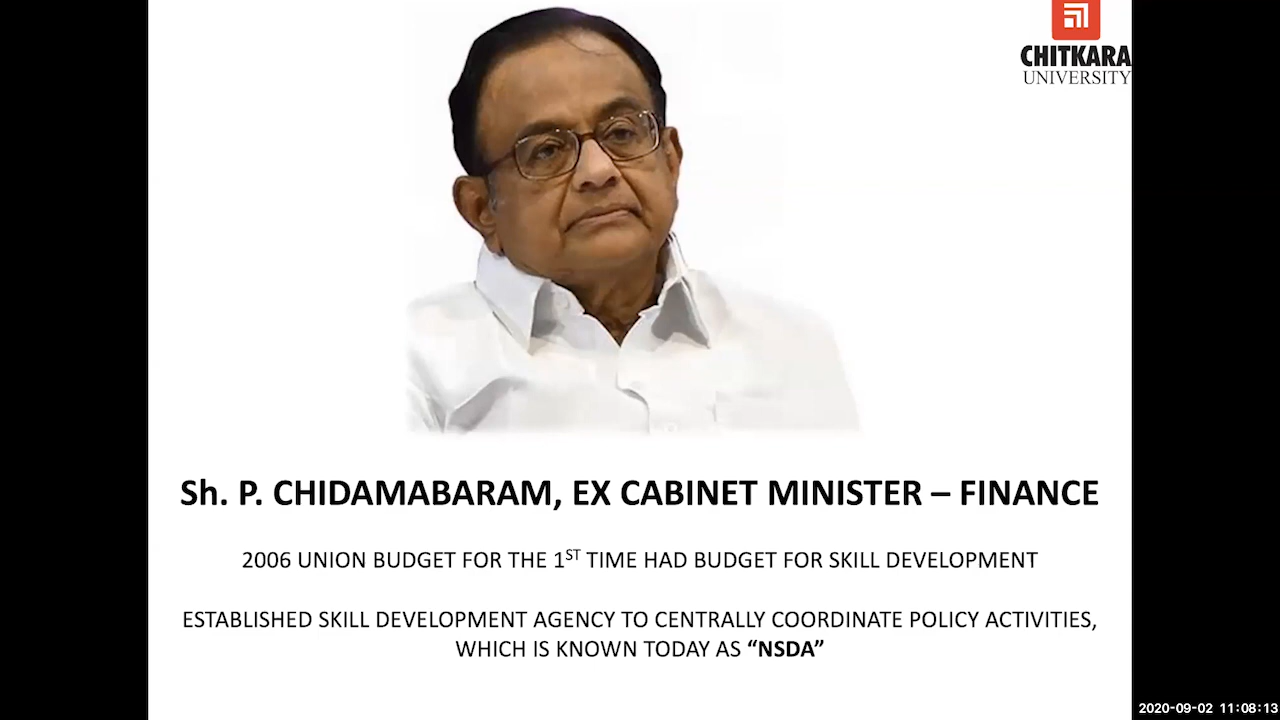 CHITKARA
UNIVERSITY
Sh. P. CHIDAMABARAM, EX CABINET MINISTER – FINANCE
2006 UNION BUDGET FOR THE 1ST TIME HAD BUDGET FOR SKILL DEVELOPMENT
ESTABLISHED SKILL DEVELOPMENT AGENCY TO CENTRALLY COORDINATE POLICY ACTIVITIES,
WHICH IS KNOWN TODAY AS “NSDA”
2020-09-02 11:08:13